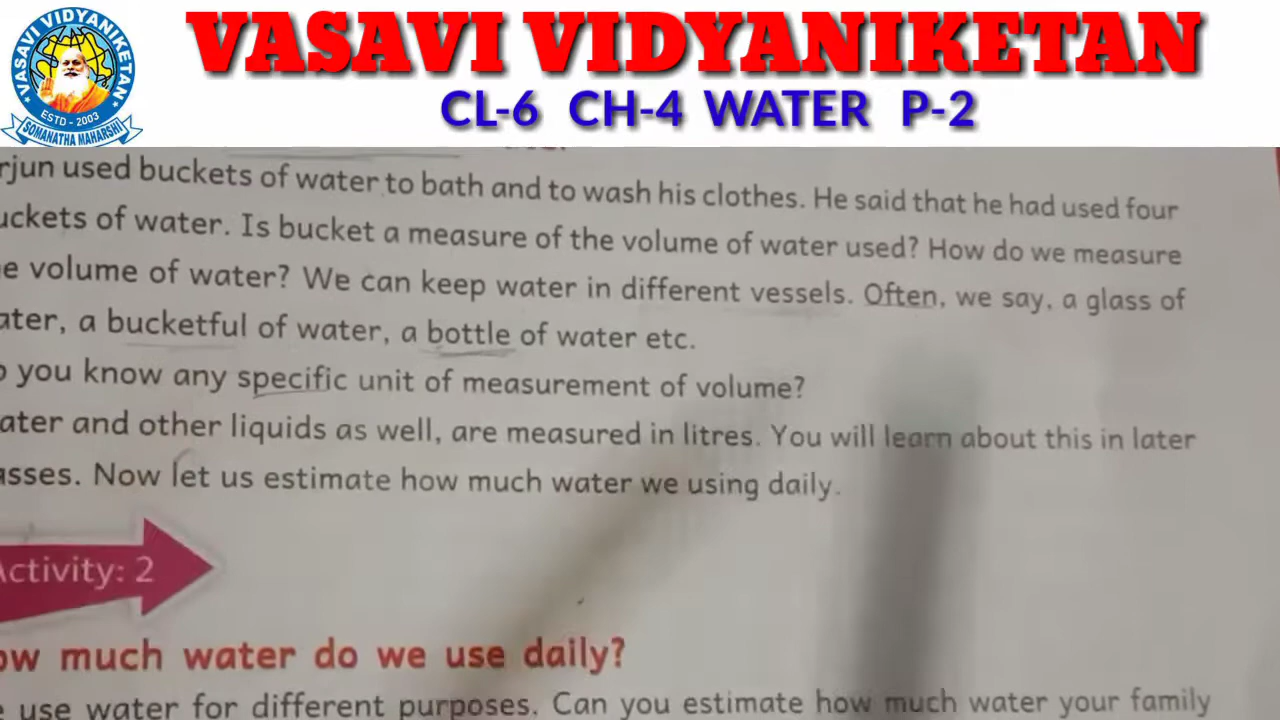 VASAVI VIDYANIKETAN
CL-6 CH-4 WATER P-2
VASAVI VIDYANIKETAN
ESTD - 2003
SOMANATHA MAHARSHI
rjun used buckets of water to bath and to wash his clothes. He said that he had used four
uckets of water. Is bucket a measure of the volume of water used? How do we measure
e volume of water? We can keep water in different vessels. Often, we say, a glass of
ater, a bucketful of water, a bottle of water etc.
o you know any specific unit of measurement of volume?
ater and other liquids as well, are measured in litres. You will learn about this in later
asses. Now let us estimate how much water we using daily.
Activity: 2
ow much water do we use daily?
e use water for different purposes. Can you estimate how much water your family